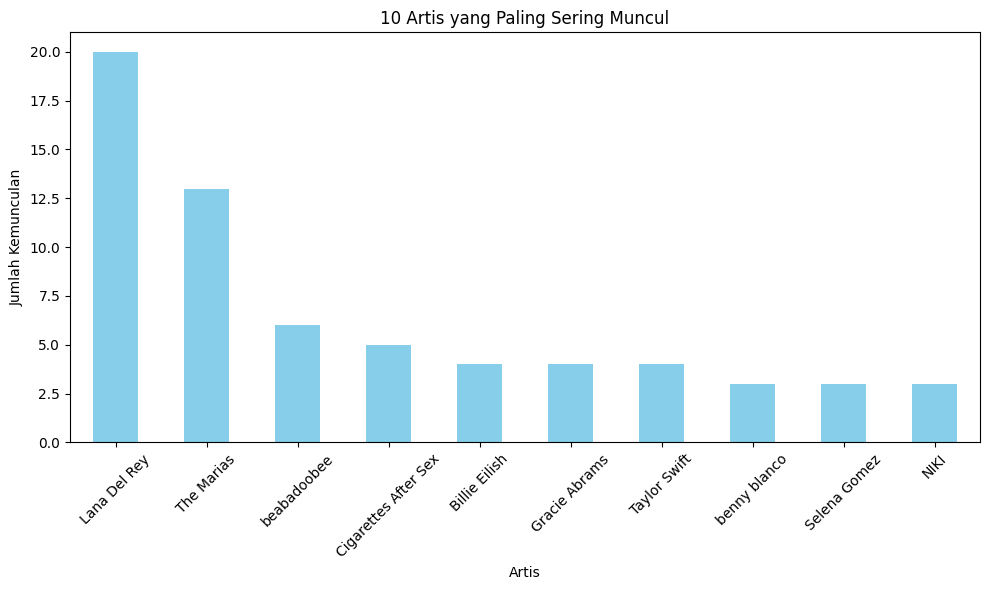 10 Artis yang Paling Sering Muncul
Jumlah Kemunculan
20.0
17.5
15.0
12.5
10.0
7.5
5.0
2.5
0.0
Lana Del Rey
The Marias
beabadoobee
Cigarettes After Sex
Billie Eilish
Gracie Abrams
Taylor Swift
benny blanco
Selena Gomez
NIKI
Artis